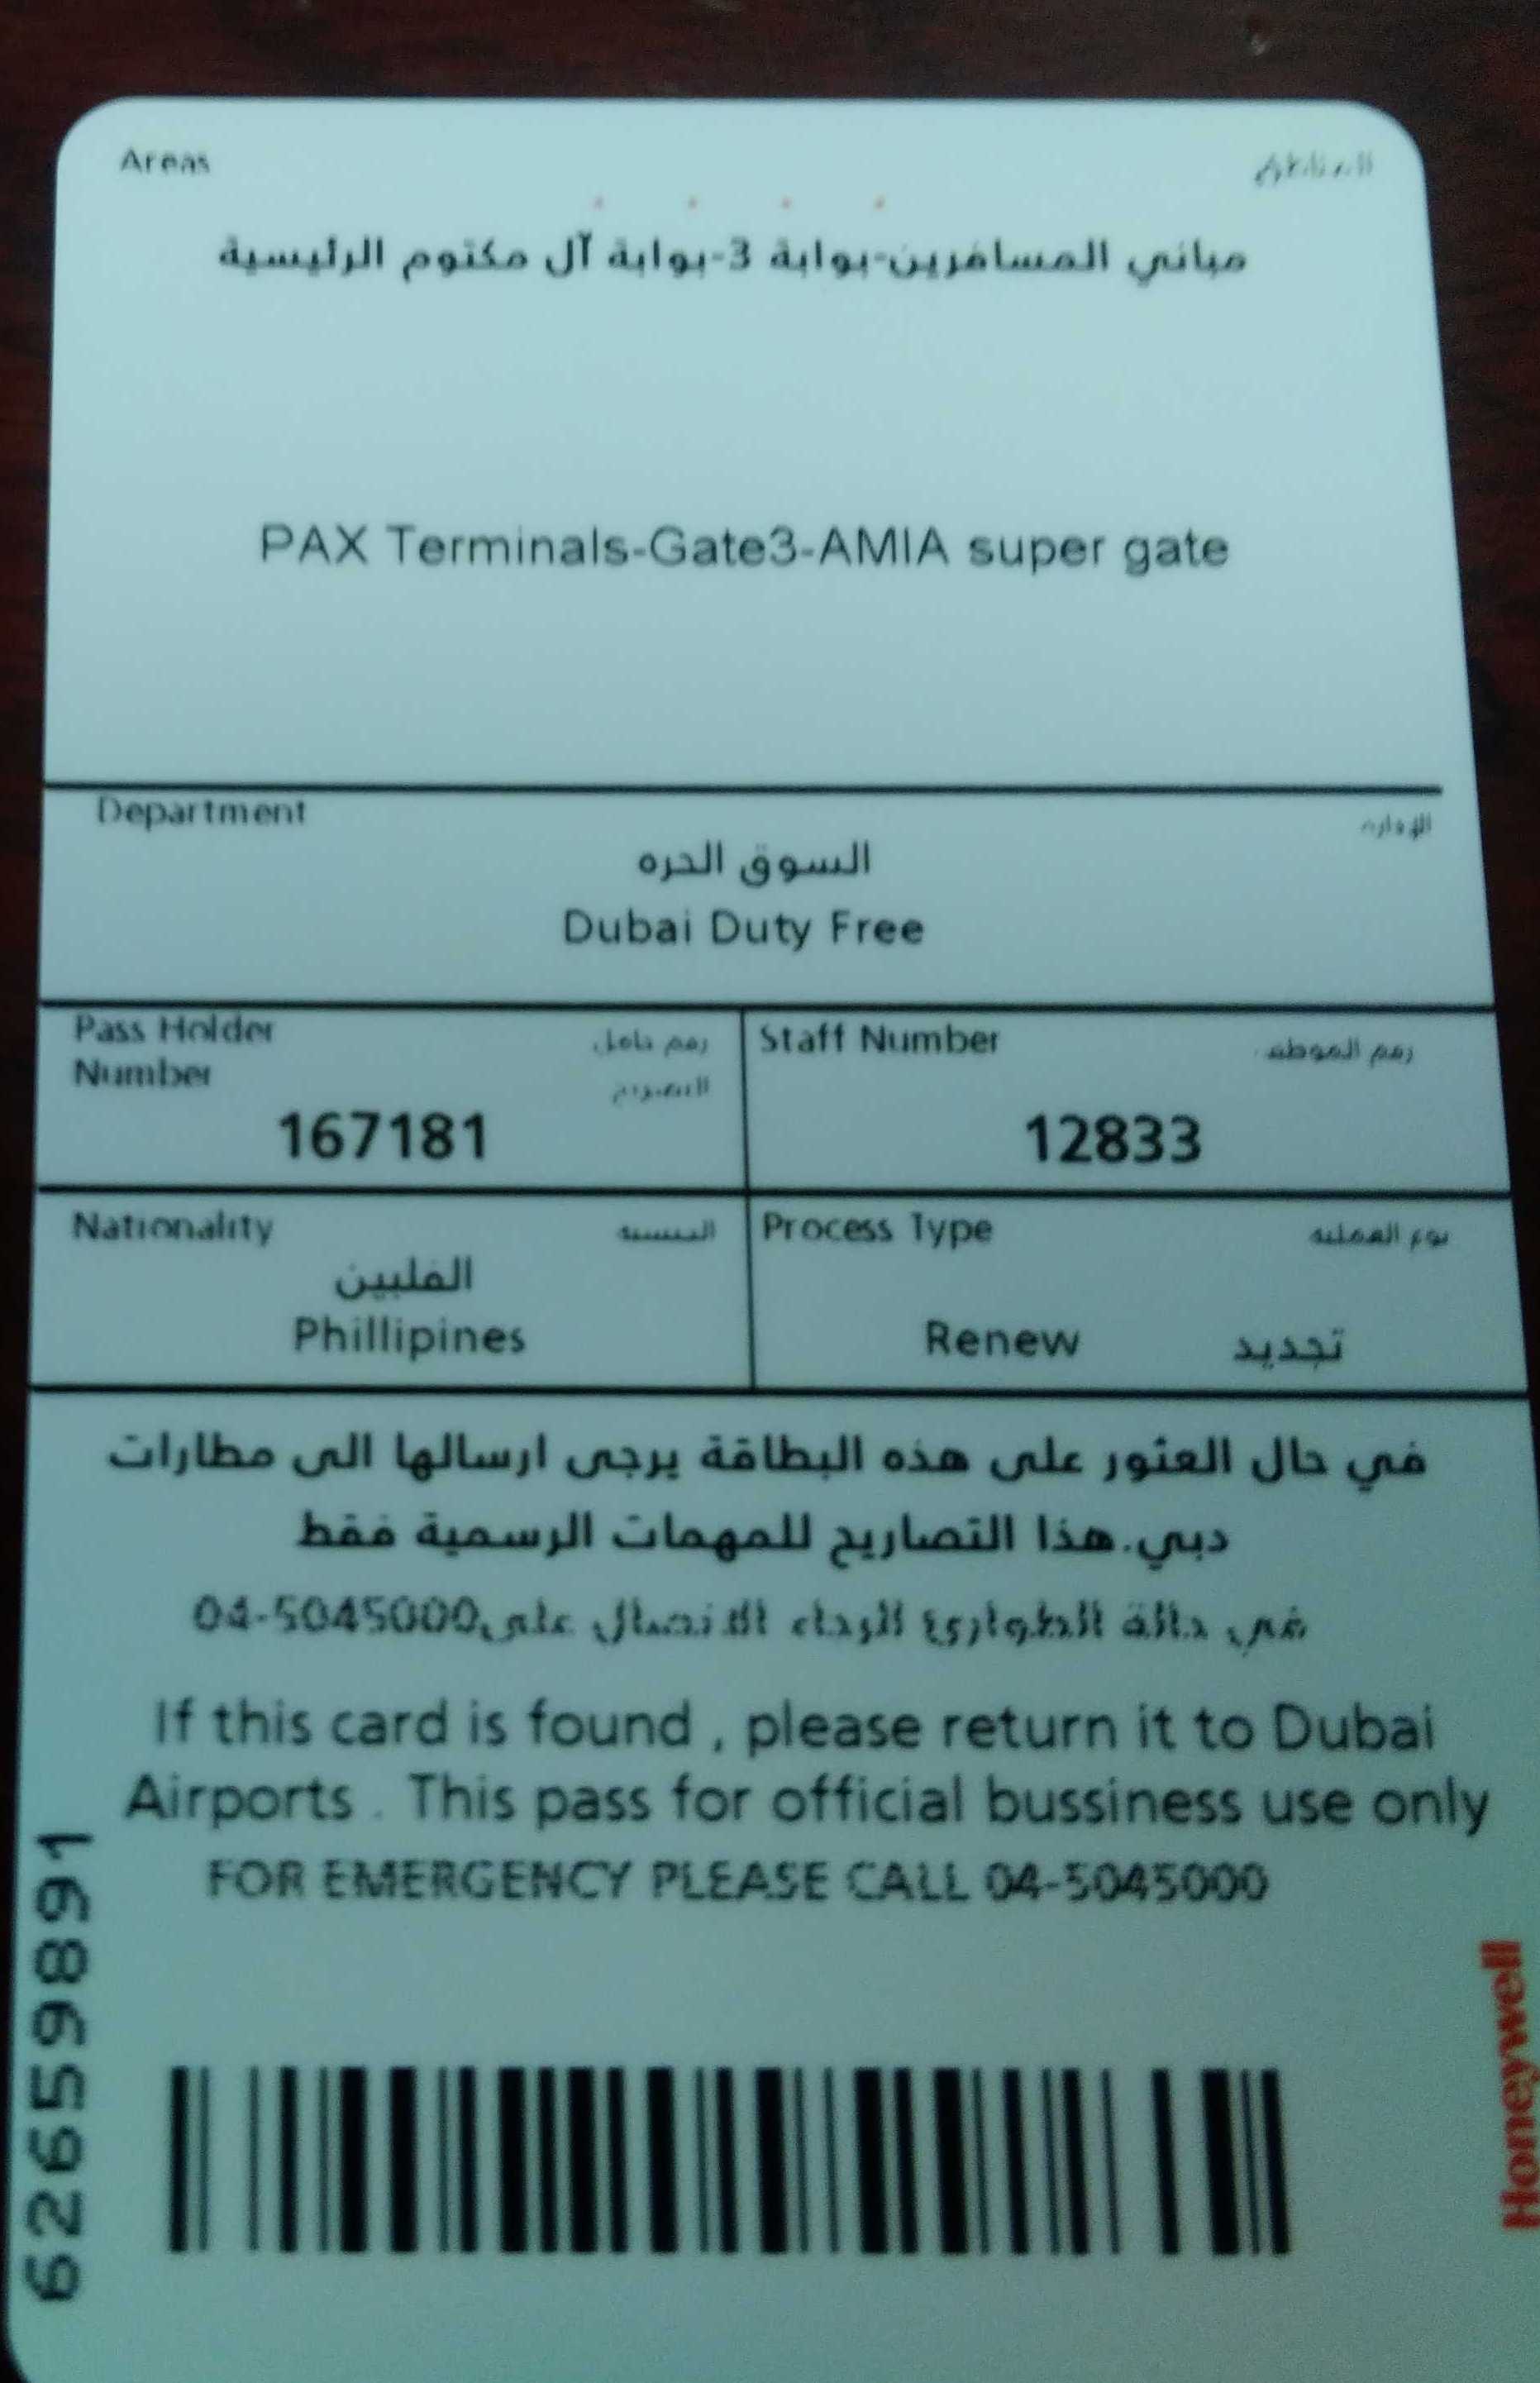 Areas المناطق
مباني المسافرين-بوابة 3-بوابة آل مكتوم الرئيسية
PAX Terminals-Gate3-AMIA super gate
Department الإدارة
السوق الحره
Dubai Duty Free
Pass Holder رقم حامل
Number التصريح
167181
Staff Number رقم الموظف
12833
Nationality الجنسية
الفلبين
Phillipines
Process Type نوع العملية
Renew تجديد
في حال العثور على هذه البطاقة يرجى ارسالها الى مطارات
دبي.هذا التصاريح للمهمات الرسمية فقط
في حالة الطوارئ الرجاء الاتصال على 04-5045000
If this card is found , please return it to Dubai
Airports . This pass for official bussiness use only
FOR EMERGENCY PLEASE CALL 04-5045000
62659891
Honeywell